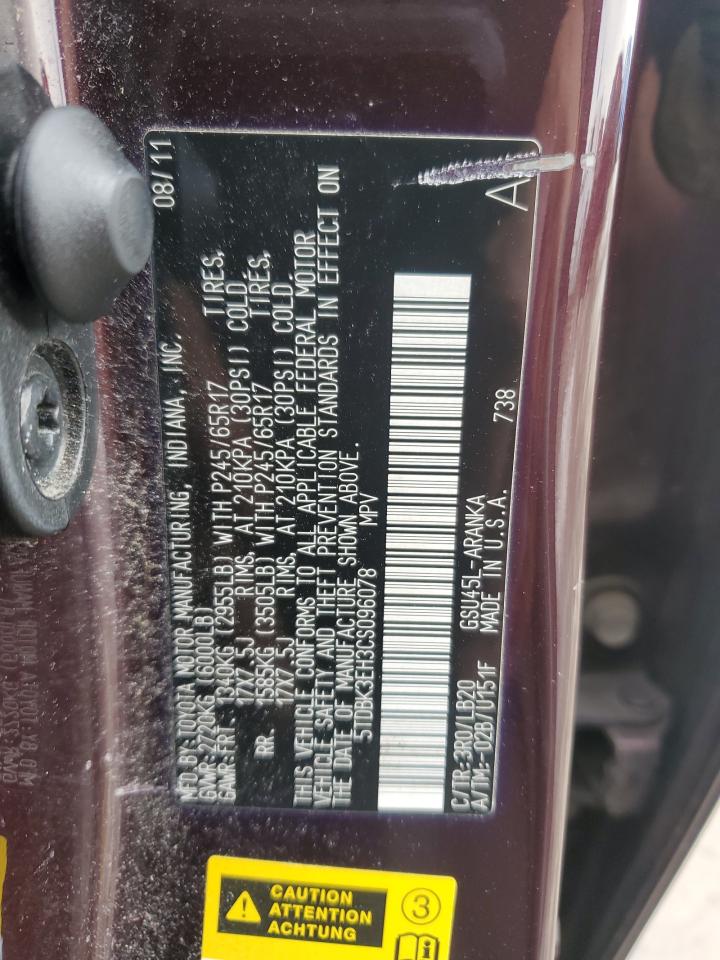 MFD BY:TOYOTA MOTOR MANUFACTURING, INDIANA, INC. 08/11
GVWR: 2720KG (6000LB)
GAWR:FRT. 1340KG (2955LB) WITH P245/65R17 TIRES,
17X7.5J RIMS, AT 210KPA (30PSI) COLD.
RR. 1585KG (3505LB) WITH P245/65R17 TIRES,
17X7.5J RIMS, AT 210KPA (30PSI) COLD.
THIS VEHICLE CONFORMS TO ALL APPLICABLE FEDERAL MOTOR
VEHICLE SAFETY AND THEFT PREVENTION STANDARDS IN EFFECT ON
THE DATE OF MANUFACTURE SHOWN ABOVE.
5TDBK3EH3CS096078 MPV
C/TR:3R0/LB20 GSU45L-ARANKA
A/TM:-02B/U151F MADE IN U.S.A. 738 A
CAUTION
ATTENTION
ACHTUNG
3